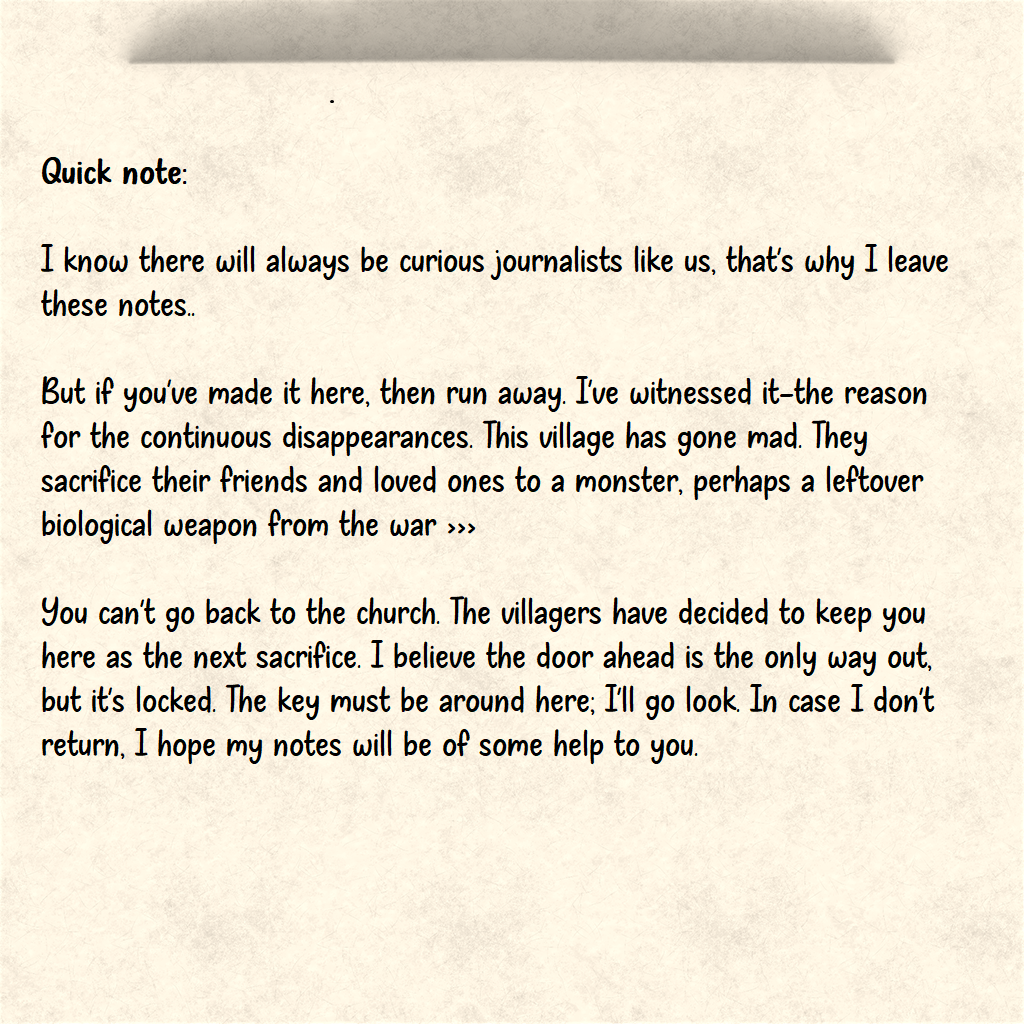 Quick note:
I know there will always be curious journalists like us, that's why I leave
these notes..
But if you've made it here, then run away. I've witnessed it-the reason
for the continuous disappearances. This village has gone mad. They
sacrifice their friends and loved ones to a monster, perhaps a leftover
biological weapon from the war >>>
You can't go back to the church. The villagers have decided to keep you
here as the next sacrifice. I believe the door ahead is the only way out,
but it's locked. The key must be around here; I'll go look. In case I don't
return, I hope my notes will be of some help to you.